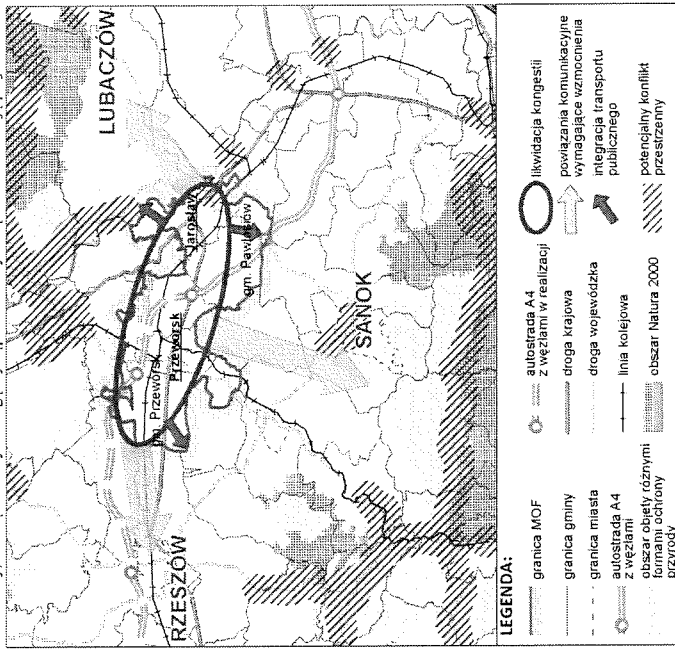 LUBACZÓW
Jarosław
gm. Pawłosiów
Przeworsk
gm. Przeworsk
SANOK
RZESZÓW
LEGENDA:
granica MOF
granica gminy
granica miasta
autostrada A4
z węzłami
obszar objęty różnymi
formami ochrony
przyrody
autostrada A4
z węzłami w realizacji
droga krajowa
droga wojewódzka
linia kolejowa
obszar Natura 2000
likwidacja kongestii
powiązania komunikacyjne
wymagające wzmocnienia
integracja transportu
publicznego
potencjalny konflikt
przestrzenny